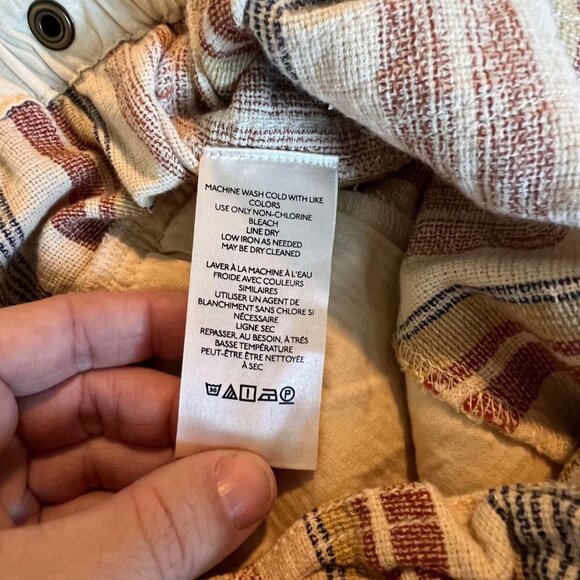 MACHINE WASH COLD WITH LIKE
COLORS
USE ONLY NON-CHLORINE
BLEACH
LINE DRY
LOW IRON AS NEEDED
MAY BE DRY CLEANED
LAVER À LA MACHINE À L'EAU
FROIDE AVEC COULEURS
SIMILAIRES
UTILISER UN AGENT DE
BLANCHIMENT SANS CHLORE SI
NÉCESSAIRE
LIGNE SEC
REPASSER, AU BESOIN, À TRÈS
BASSE TEMPÉRATURE
PEUT-ÊTRE ÊTRE NETTOYÉE
À SEC
30 P